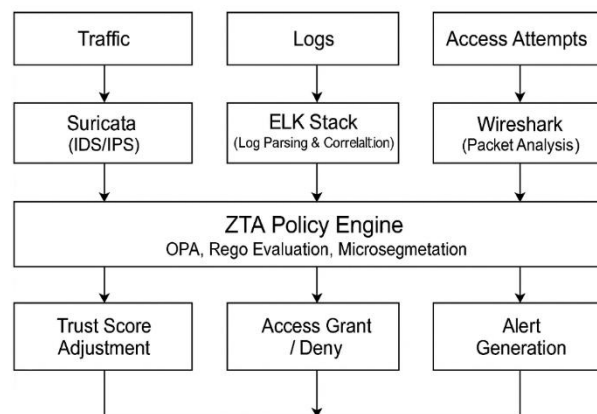 Traffic
Logs
Access Attempts
Suricata
(IDS/IPS)
ELK Stack
(Log Parsing & Correlaltion)
Wireshark
(Packet Analysis)
ZTA Policy Engine
OPA, Rego Evaluation, Microsegmetation
Trust Score
Adjustment
Access Grant
/ Deny
Alert
Generation